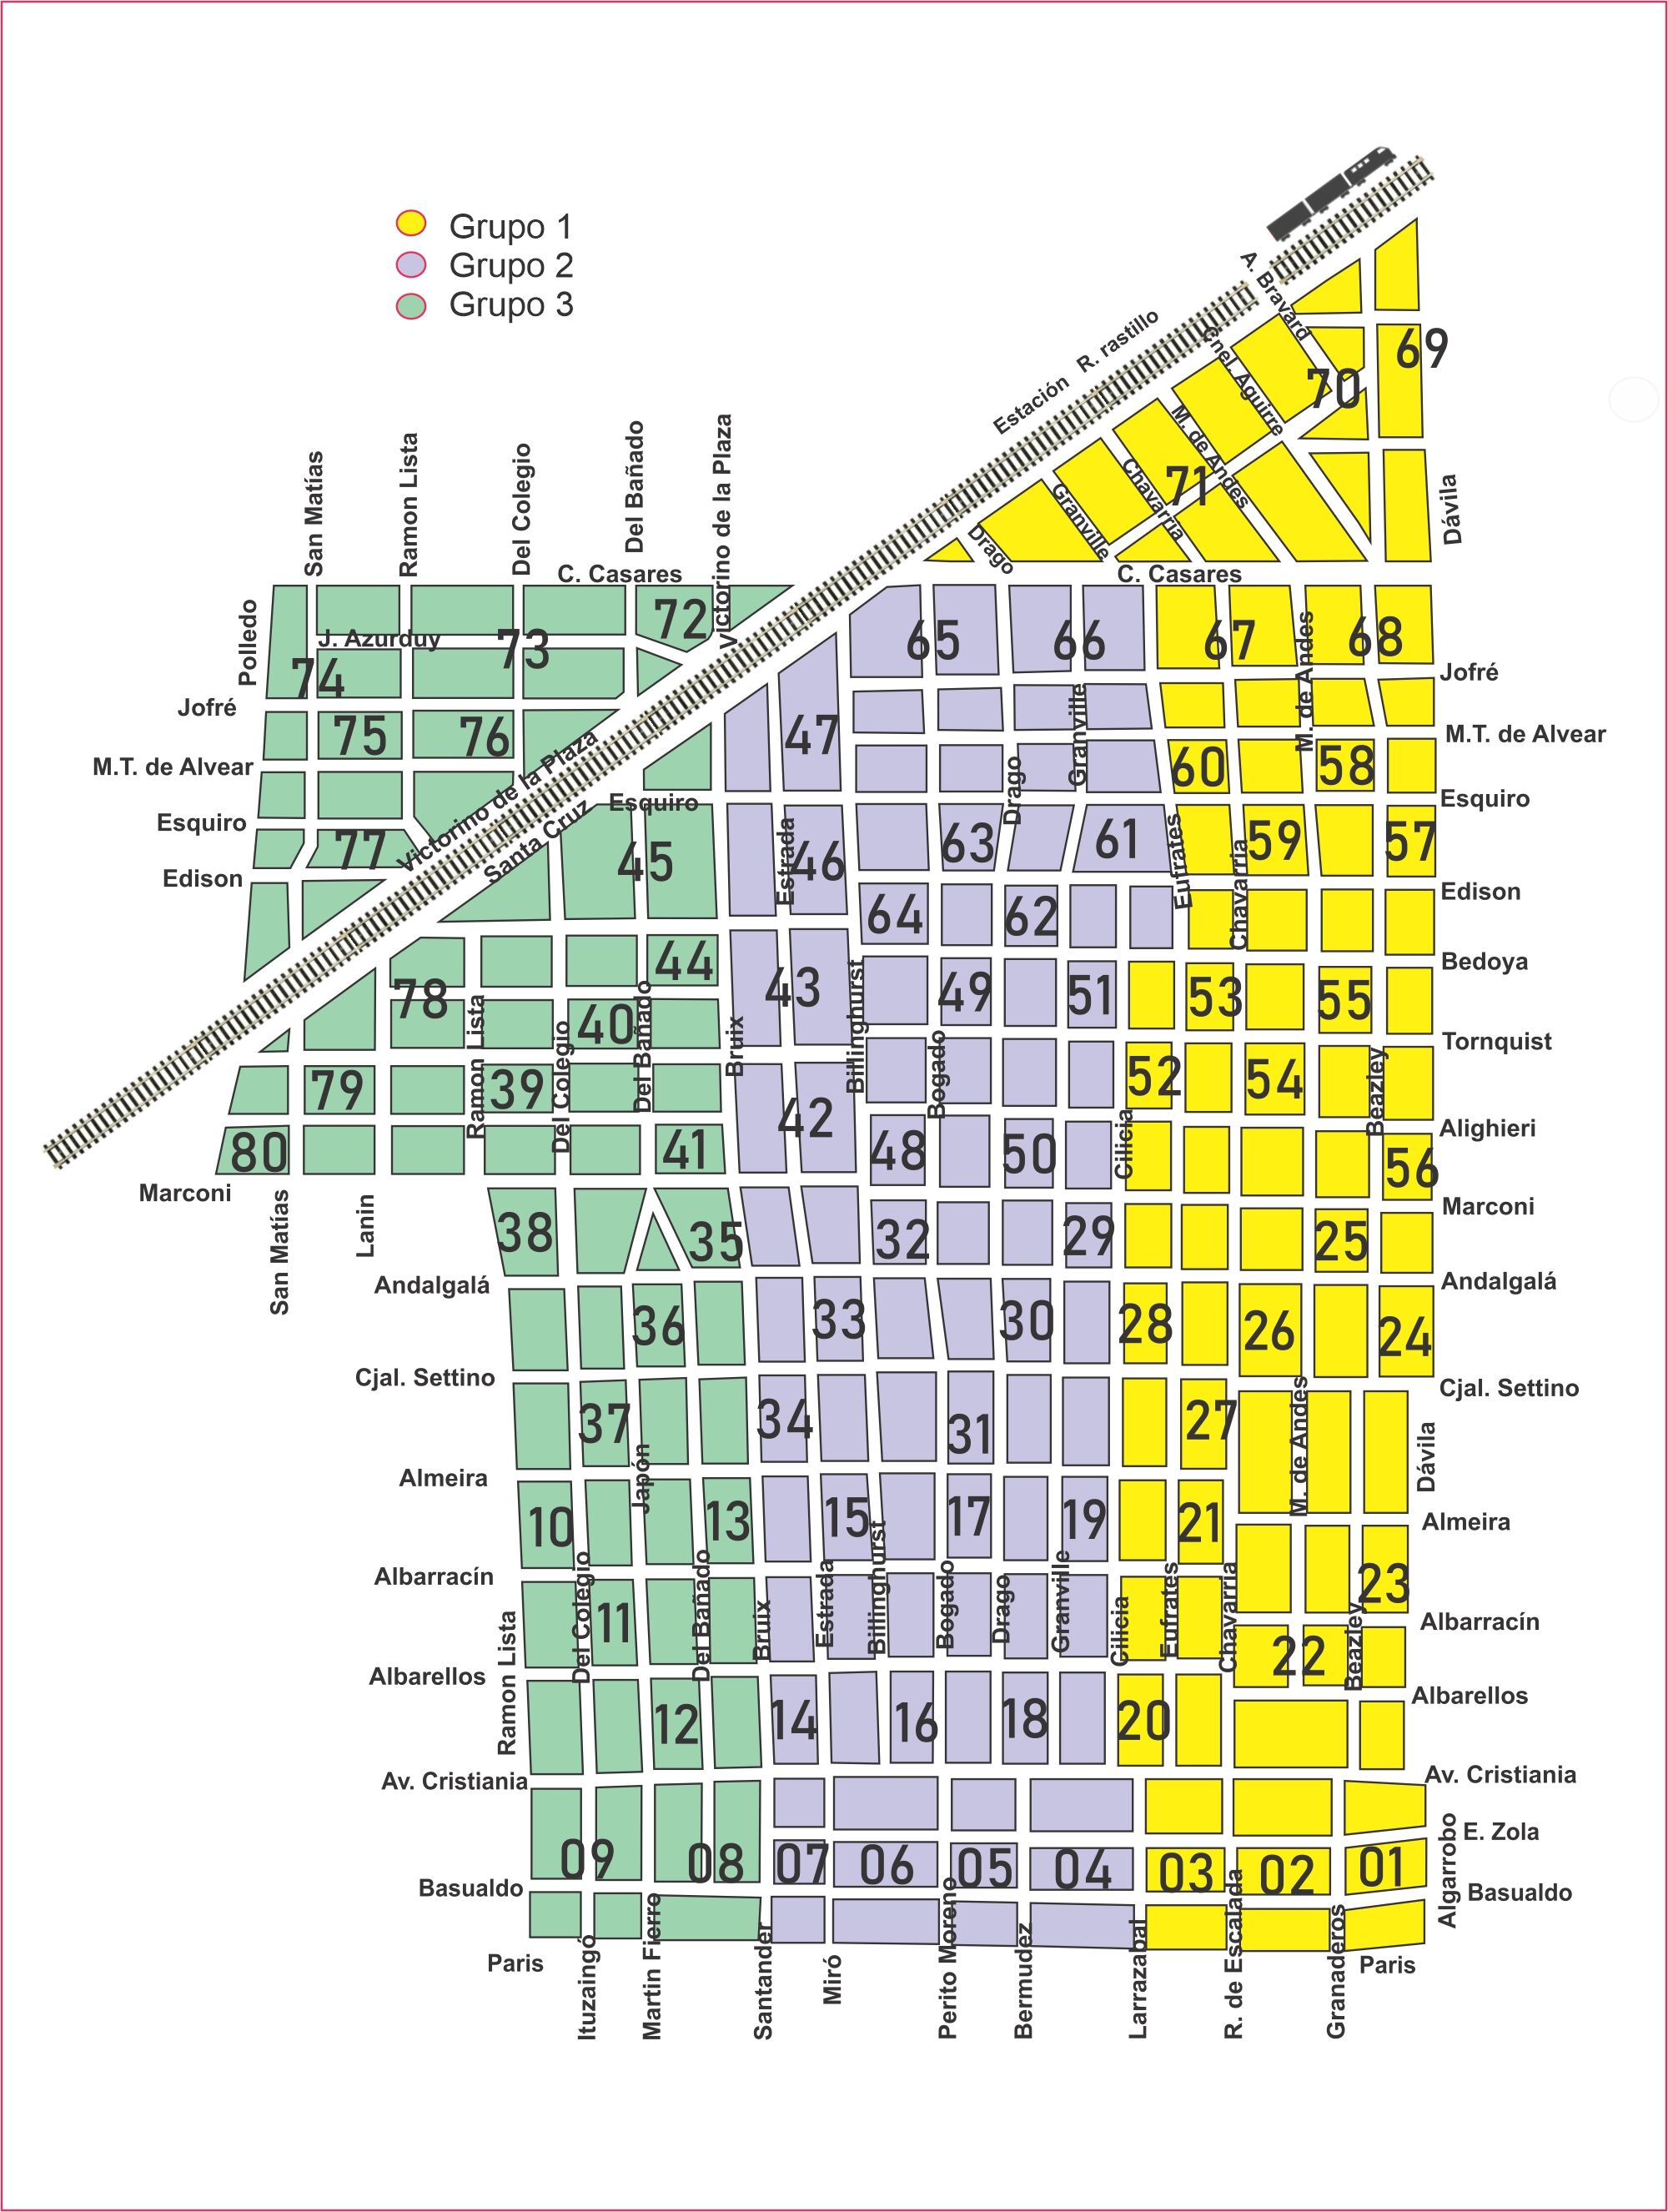 Grupo 1
Grupo 2
Grupo 3
A. Bravard
Cnel. Aguirre
R. rastillo
Estación
69
70
M. de Andes
71
Chavarria
Granville
Drago
Dávila
San Matías
Ramon Lista
Del Colegio
Del Bañado
Victorino de la Plaza
C. Casares
C. Casares
Polledo
J. Azurduy
72
73
74
65
66
67
68
M. de Andes
Jofré
Jofré
75
76
47
Granville
M.T. de Alvear
M.T. de Alvear
60
58
Drago
Victorino de la Plaza
Esquiro
Esquiro
Esquiro
Santa Cruz
77
45
Estrada
46
63
61
Eufrates
59
57
Chavarria
Edison
Edison
64
62
Bedoya
44
43
78
40
Ramon Lista
Del Colegio
Del Bañado
Bruix
Billinghurst
49
51
53
55
Tornquist
Bogado
79
39
42
52
54
Beazley
Alighieri
80
41
48
50
Cilicia
56
Marconi
Marconi
San Matías
Lanin
38
35
32
29
25
Andalgalá
Andalgalá
36
33
30
28
26
24
Cjal. Settino
Cjal. Settino
37
34
31
27
M. de Andes
Dávila
Japón
Almeira
Almeira
10
13
15
17
19
21
23
Albarracín
Albarracín
Ramon Lista
Del Colegio
11
Del Bañado
Bruix
Estrada
Billinghurst
Bogado
Drago
Granville
Cilicia
Eufrates
Chavarria
22
Beazley
Albarellos
Albarellos
12
14
16
18
20
Av. Cristiania
Av. Cristiania
E. Zola
Algarrobo
09
08
07
06
05
04
03
02
01
Basualdo
Basualdo
Paris
Paris
Ituzaingó
Martin Fierro
Santander
Miró
Perito Moreno
Bermudez
Larrazabal
R. de Escalada
Granaderos